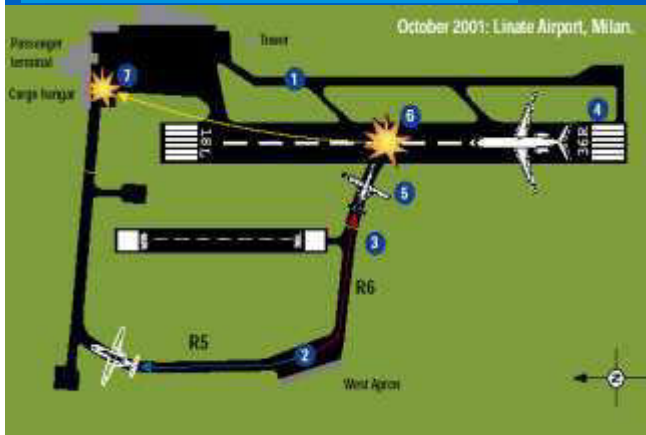 October 2001: Linate Airport, Milan.
Passenger
terminal
Tower
7
1
Cargo hangar
6
4
18L
36R
5
3
R6
R5
2
West Apron
N